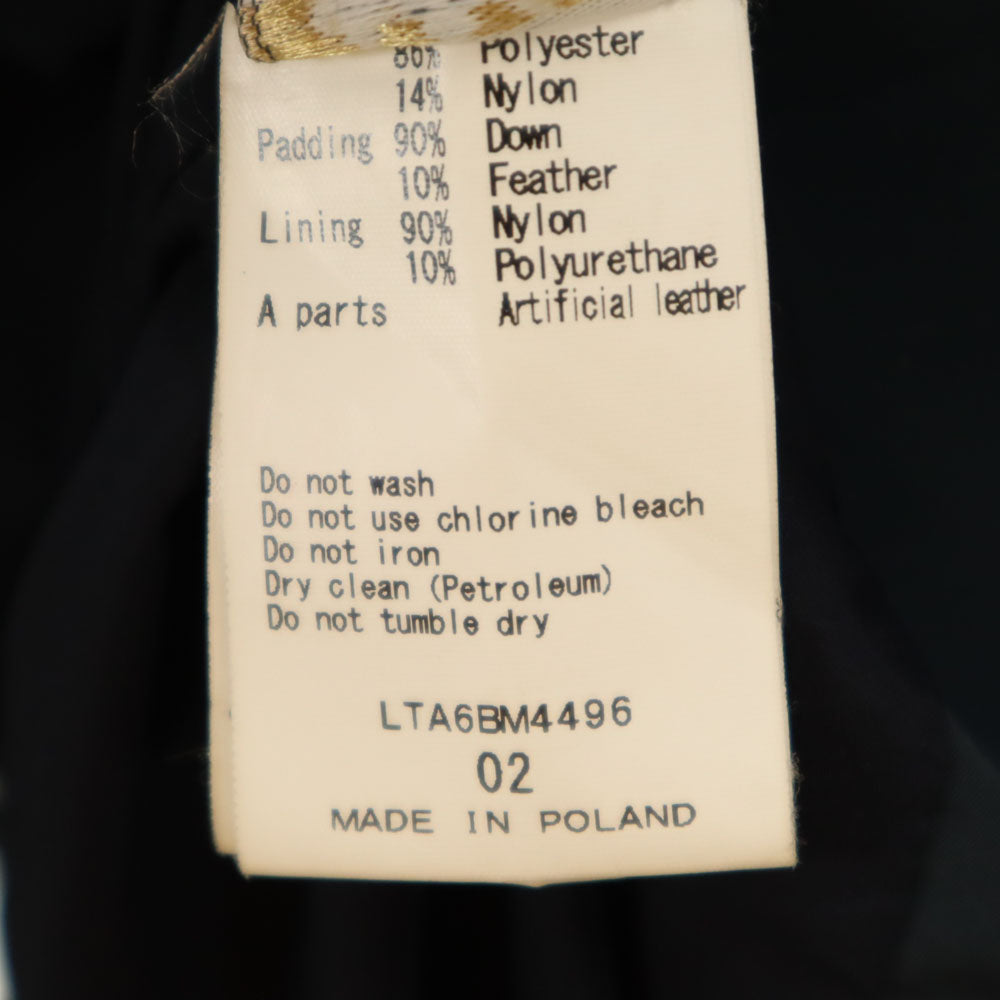 86% Polyester
14% Nylon
Padding 90% Down
10% Feather
Lining 90% Nylon
10% Polyurethane
A parts Artificial leather
Do not wash
Do not use chlorine bleach
Do not iron
Dry clean (Petroleum)
Do not tumble dry
LTA6BM4496
02
MADE IN POLAND